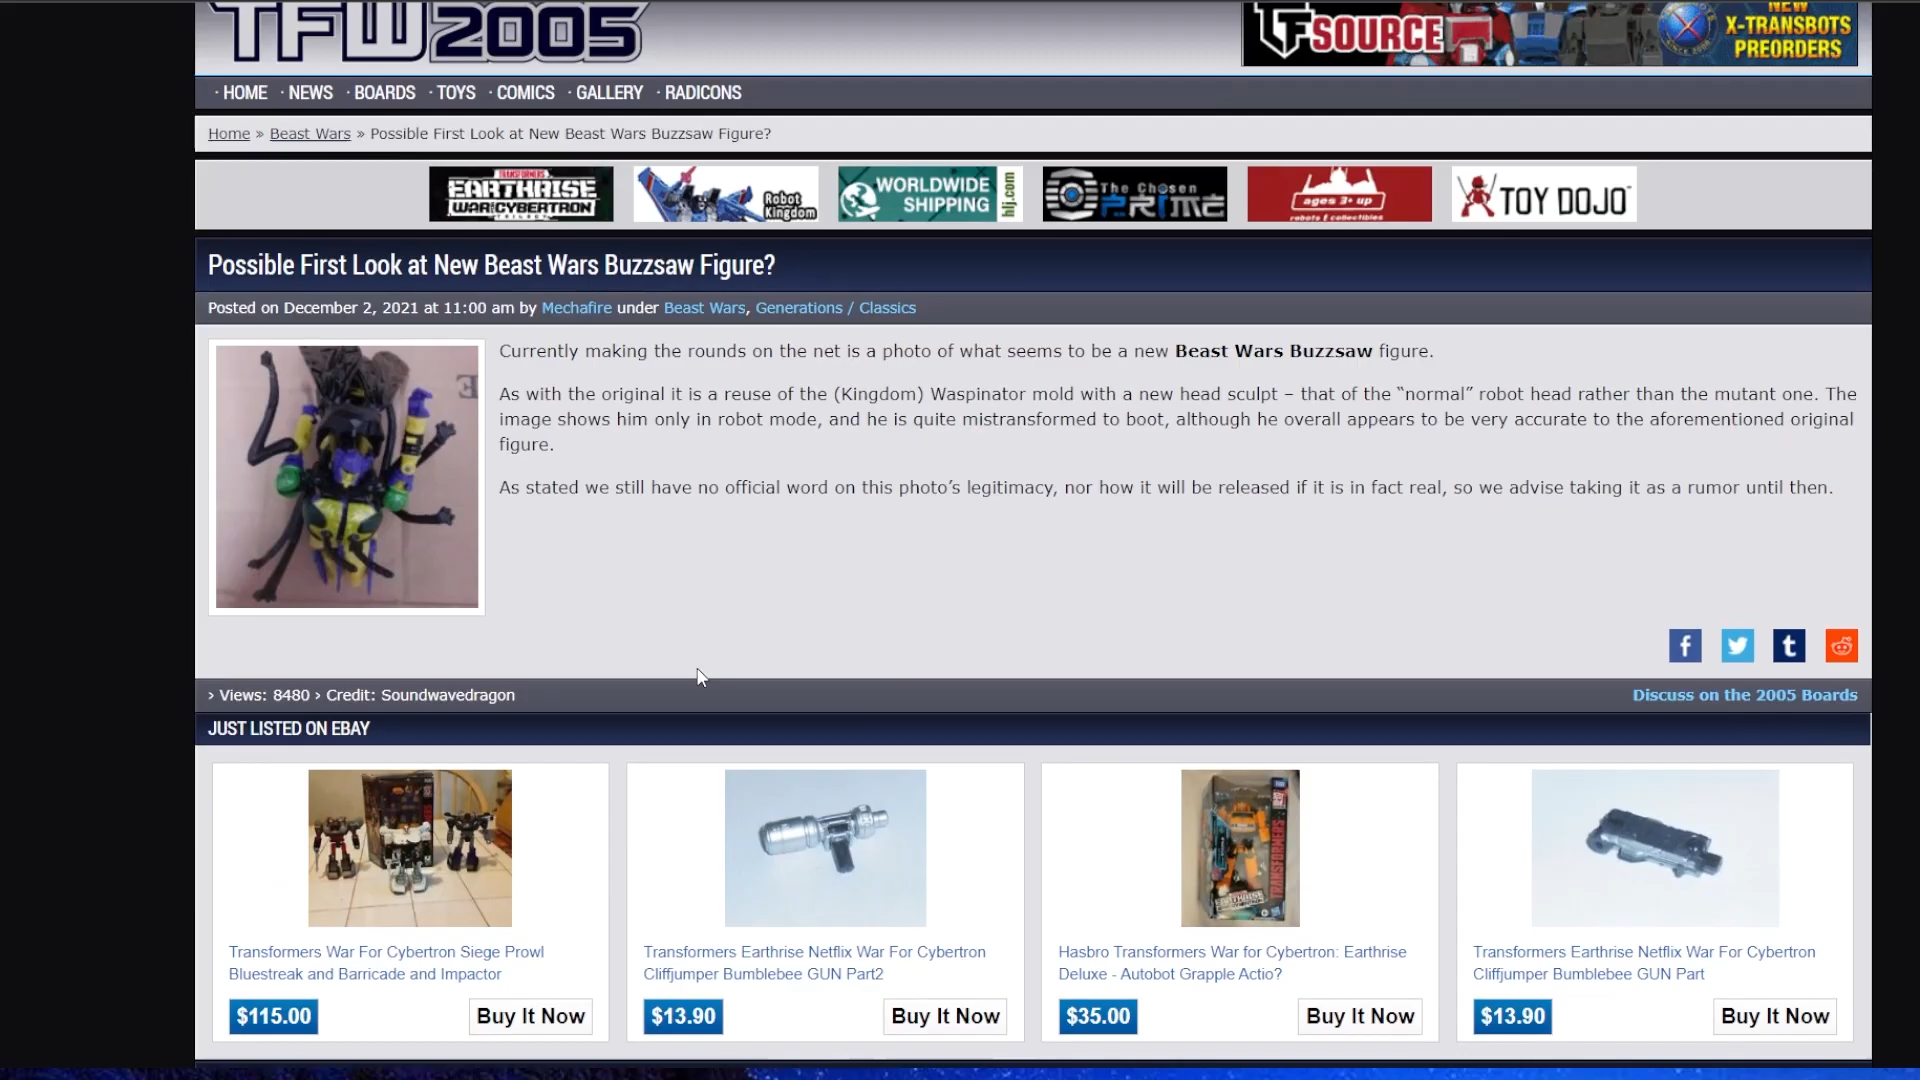 TFW2005
TFSOURCE
SINCE
NEW
X-TRANSBOTS
PREORDERS
· HOME · NEWS · BOARDS · TOYS · COMICS · GALLERY · RADICONS
Home » Beast Wars » Possible First Look at New Beast Wars Buzzsaw Figure?
TRANSFORMERS
EARTHRISE
WAR FOR CYBERTRON
TRILOGY
Robot
Kingdom
WORLDWIDE
SHIPPING
hlj.com
The Chosen
PRIME
ages 3+ up
robots & collectibles
TOY DOJO
Possible First Look at New Beast Wars Buzzsaw Figure?
Posted on December 2, 2021 at 11:00 am by Mechafire under Beast Wars, Generations / Classics
Currently making the rounds on the net is a photo of what seems to be a new Beast Wars Buzzsaw figure.
As with the original it is a reuse of the (Kingdom) Waspinator mold with a new head sculpt – that of the “normal” robot head rather than the mutant one. The
image shows him only in robot mode, and he is quite mistransformed to boot, although he overall appears to be very accurate to the aforementioned original
figure.
As stated we still have no official word on this photo’s legitimacy, nor how it will be released if it is in fact real, so we advise taking it as a rumor until then.
› Views: 8480 › Credit: Soundwavedragon
Discuss on the 2005 Boards
JUST LISTED ON EBAY
TRANSFORMERS
EARTHRISE
Transformers War For Cybertron Siege Prowl
Bluestreak and Barricade and Impactor
$115.00 Buy It Now
Transformers Earthrise Netflix War For Cybertron
Cliffjumper Bumblebee GUN Part2
$13.90 Buy It Now
Hasbro Transformers War for Cybertron: Earthrise
Deluxe - Autobot Grapple Actio?
$35.00 Buy It Now
Transformers Earthrise Netflix War For Cybertron
Cliffjumper Bumblebee GUN Part
$13.90 Buy It Now